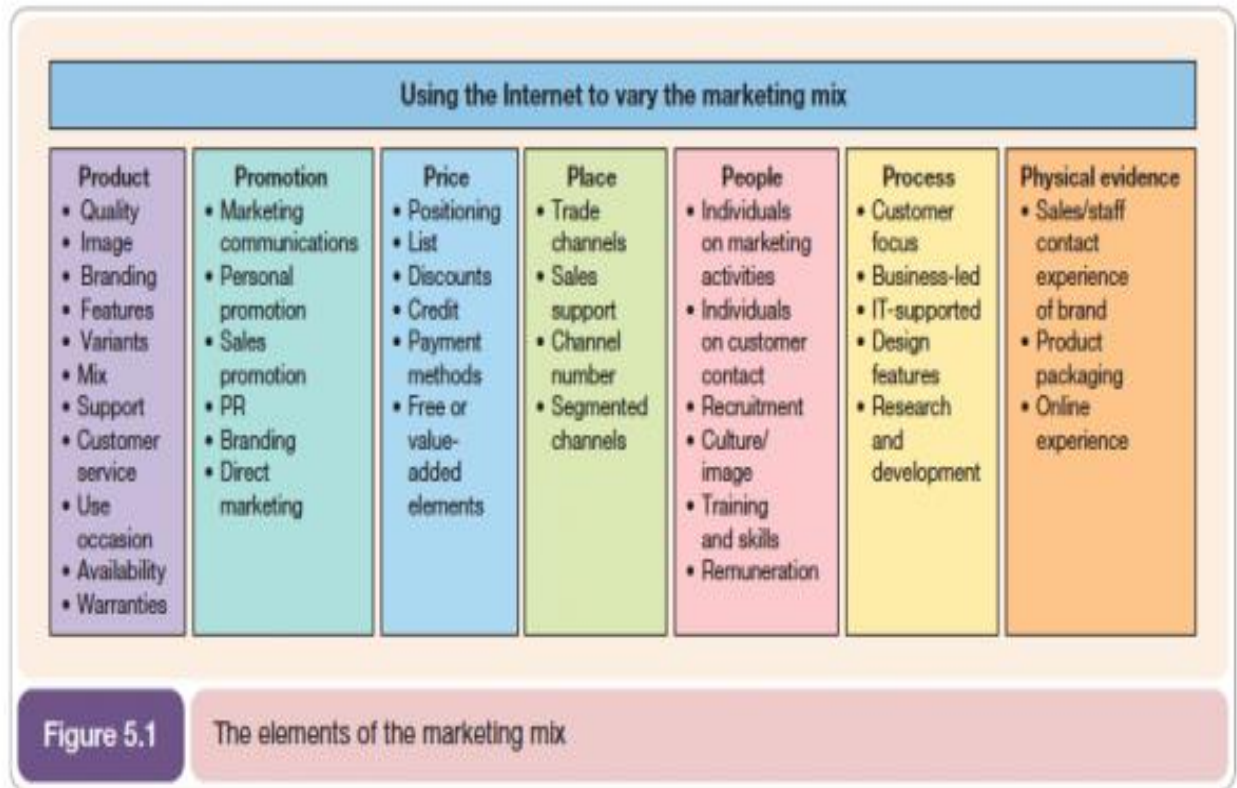 Using the Internet to vary the marketing mix
Product
• Quality
• Image
• Branding
• Features
• Variants
• Mix
• Support
• Customer
service
• Use
occasion
• Availability
• Warranties
Promotion
• Marketing
communications
• Personal
promotion
• Sales
promotion
• PR
• Branding
• Direct
marketing
Price
• Positioning
• List
• Discounts
• Credit
• Payment
methods
• Free or
value-
added
elements
Place
• Trade
channels
• Sales
support
• Channel
number
• Segmented
channels
People
• Individuals
on marketing
activities
• Individuals
on customer
contact
• Recruitment
• Culture/
image
• Training
and skills
• Remuneration
Process
• Customer
focus
• Business-led
• IT-supported
• Design
features
• Research
and
development
Physical evidence
• Sales/staff
contact
experience
of brand
• Product
packaging
• Online
experience
Figure 5.1
The elements of the marketing mix